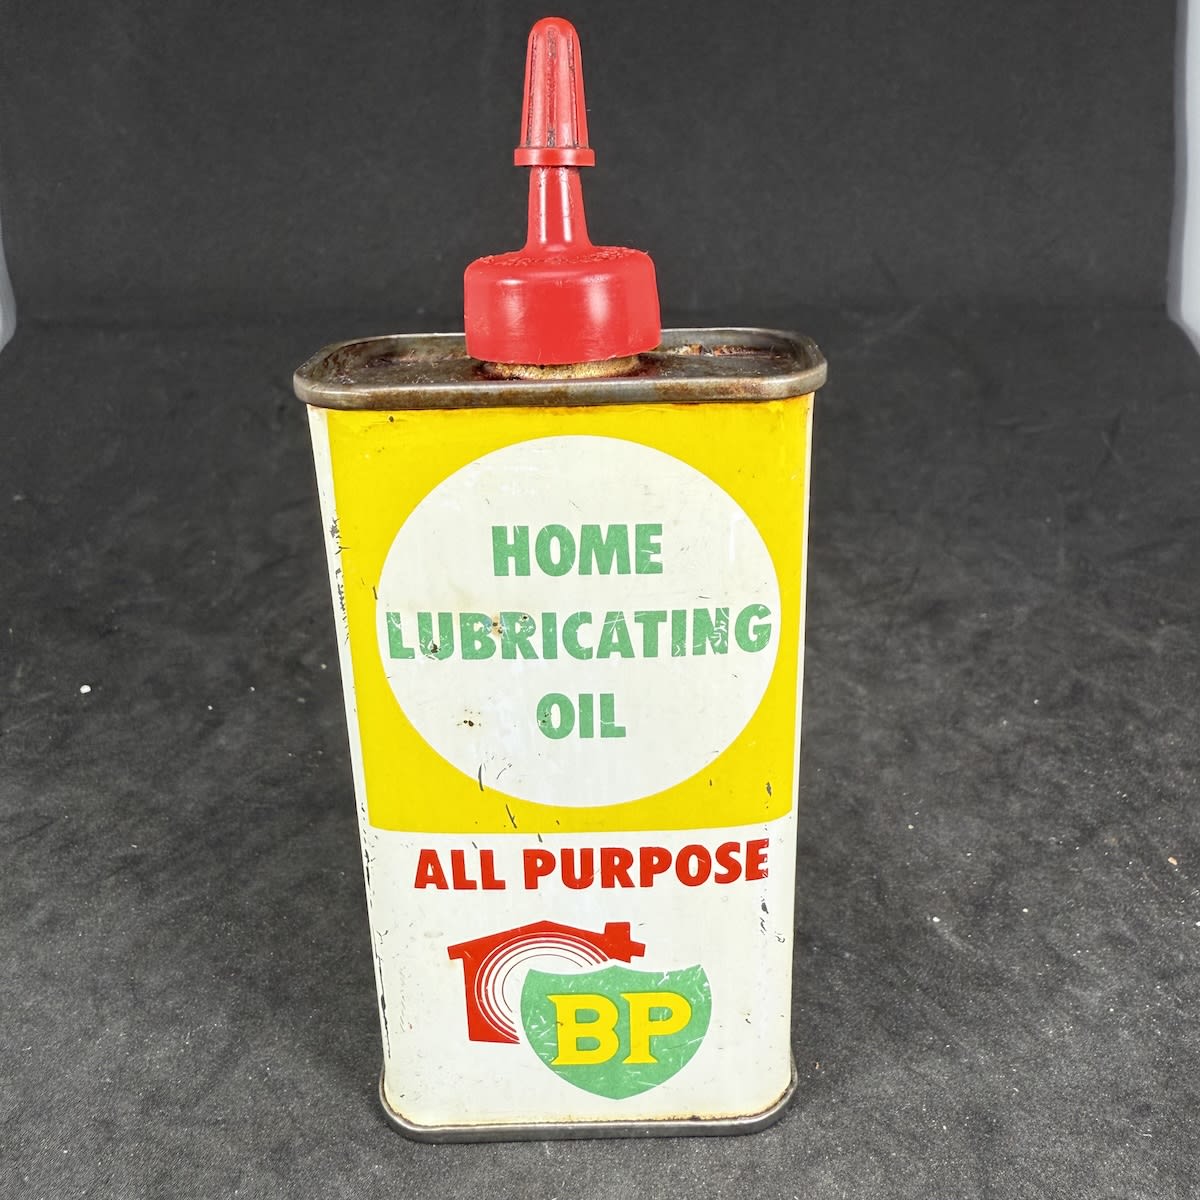 HOME
LUBRICATING
OIL
ALL PURPOSE
BP